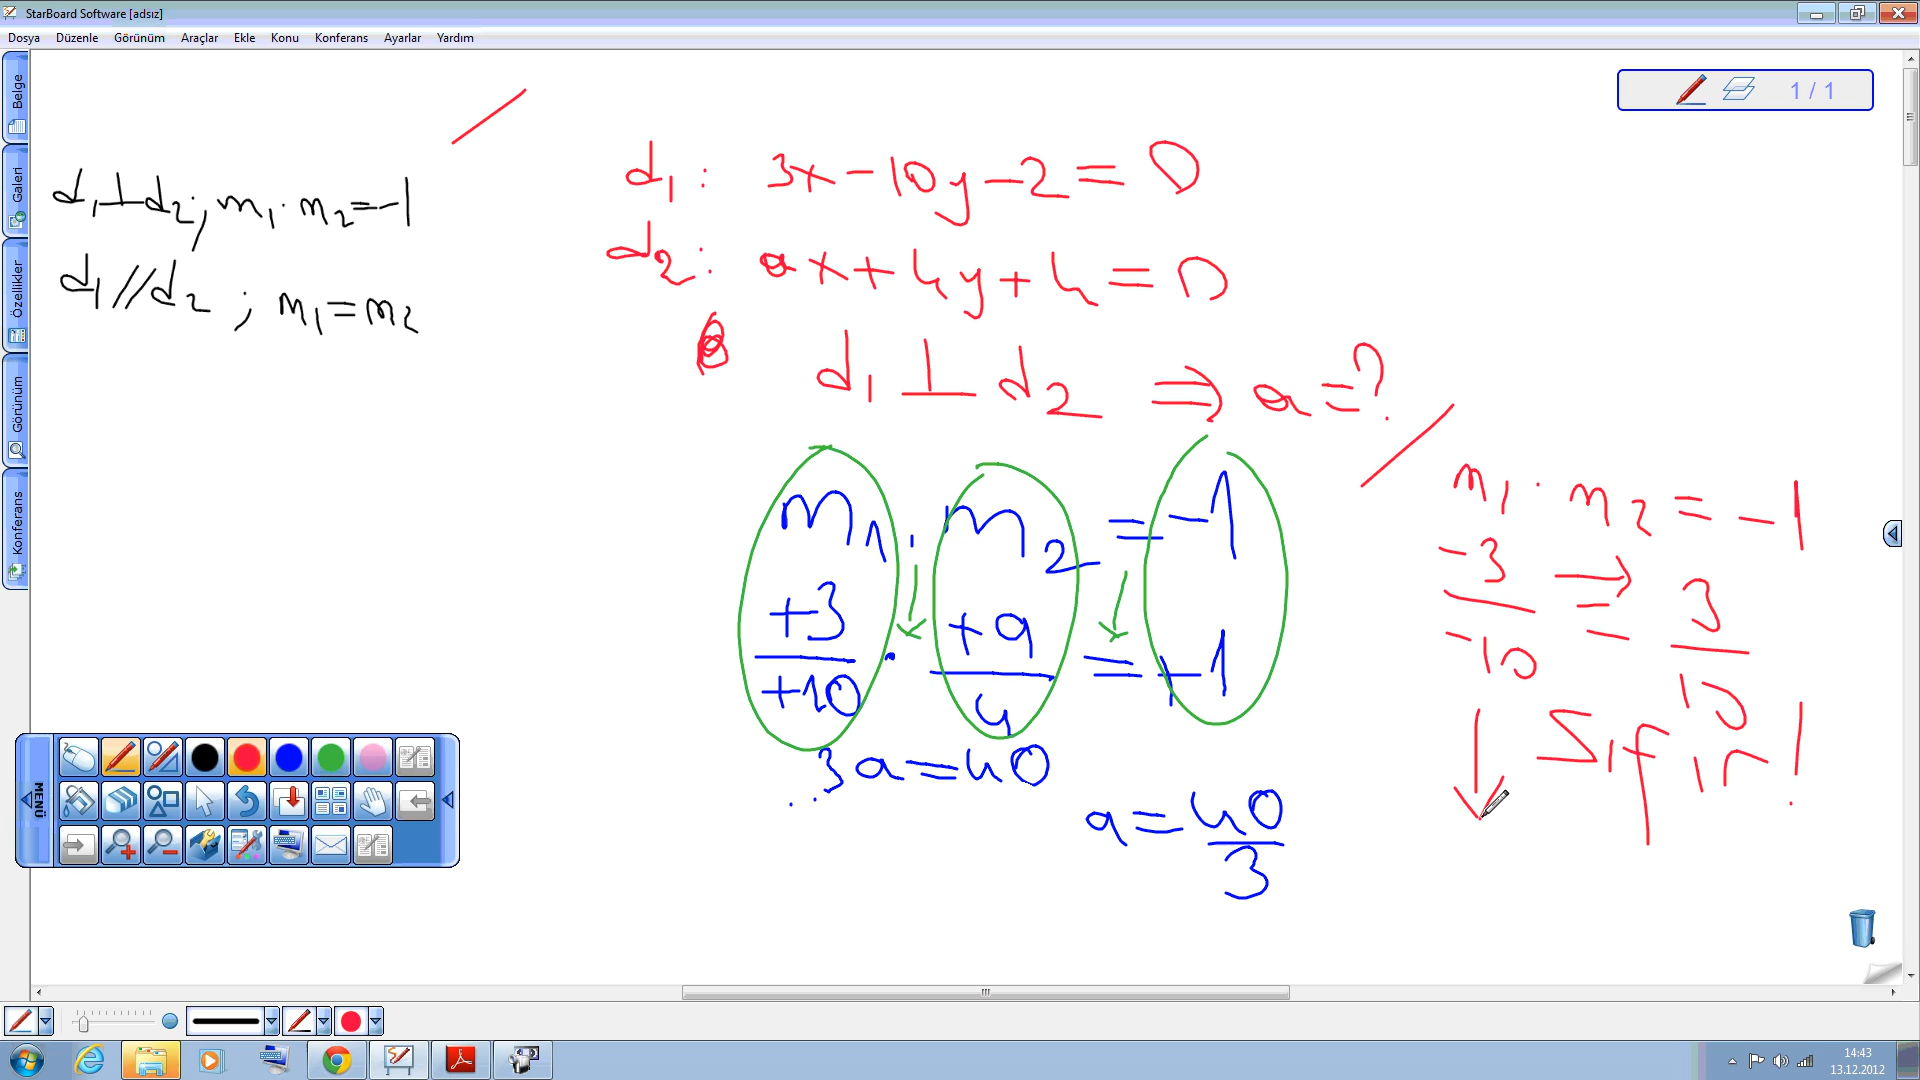 StarBoard Software [adsız]
Dosya Düzenle Görünüm Araçlar Ekle Konu Konferans Ayarlar Yardım
Belge
Galeri
Özellikler
Görünüm
Konferans
1 / 1
d1⊥d2; m1·m2=-1
d1//d2 ; m1=m2
d1: 3x-10y-2=0
d2: ax+4y+4=0
d1 ⊥ d2 ⇒ a=?
m1 · m2 = -1
+3/+10 · +a/4 = +1
3a=40
a=40/3
m1 · m2 = -1
-3/-10 = 3/10
Sıfır!
MENÜ
14:43
13.12.2012